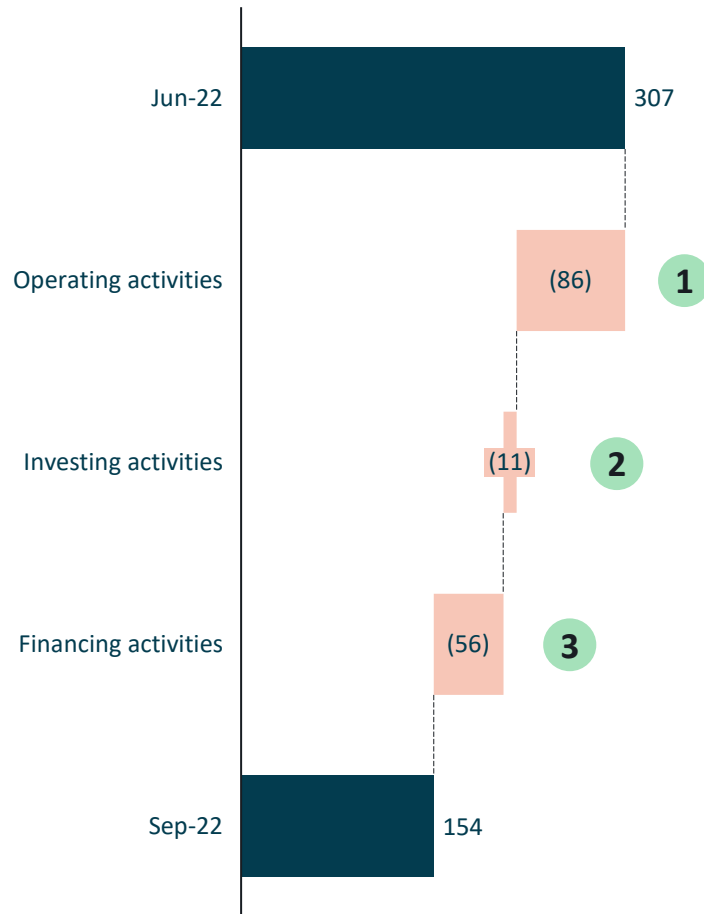 Jun-22 307
Operating activities (86) 1
Investing activities (11) 2
Financing activities (56) 3
Sep-22 154